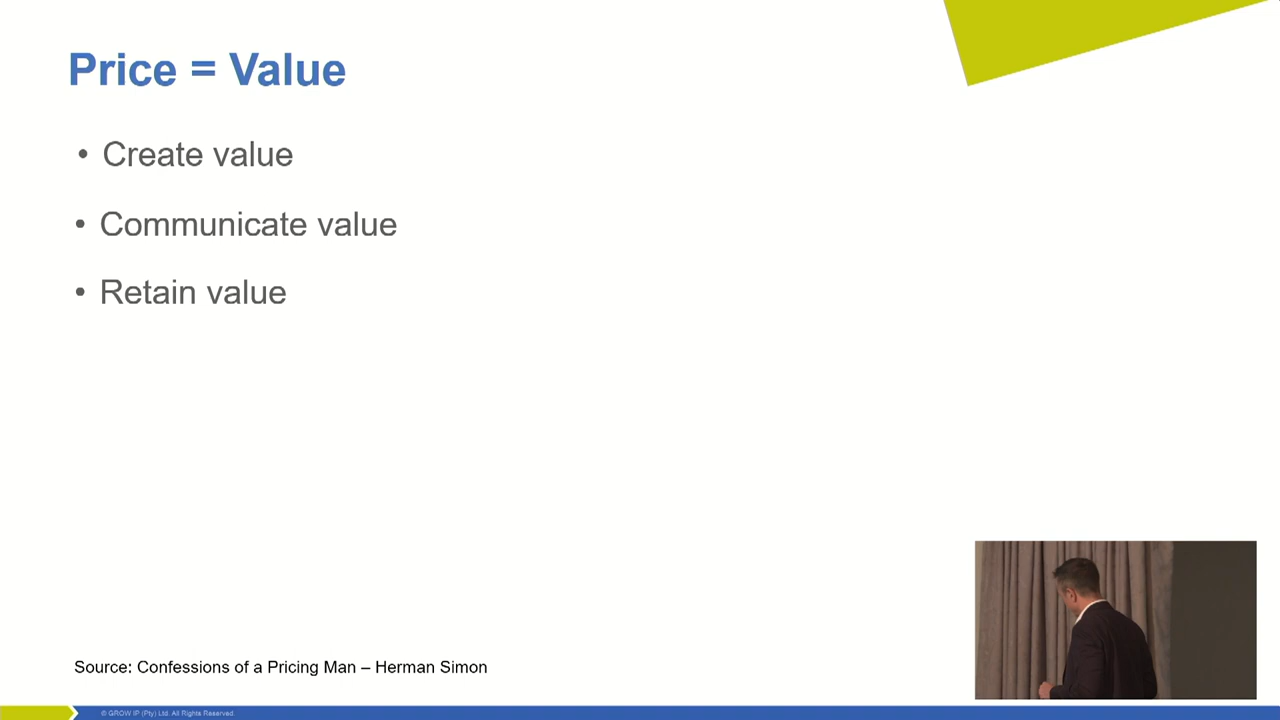 Price = Value
• Create value
• Communicate value
• Retain value
Source: Confessions of a Pricing Man – Herman Simon
© GROW IP (Pty) Ltd. All Rights Reserved